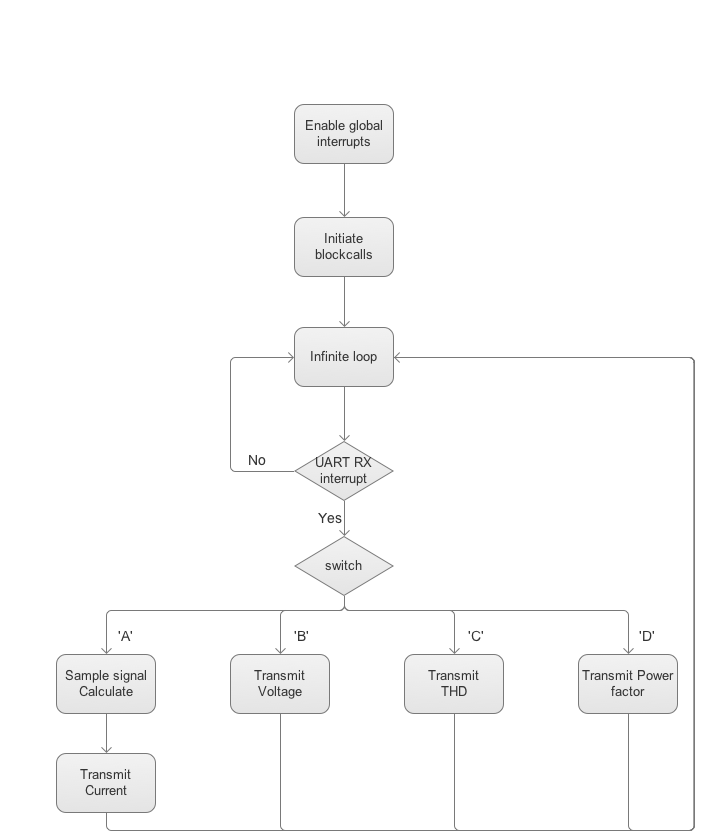 Enable global
interrupts
Initiate
blockcalls
Infinite loop
No
UART RX
interrupt
Yes
switch
'A'
'B'
'C'
'D'
Sample signal
Calculate
Transmit
Voltage
Transmit
THD
Transmit Power
factor
Transmit
Current